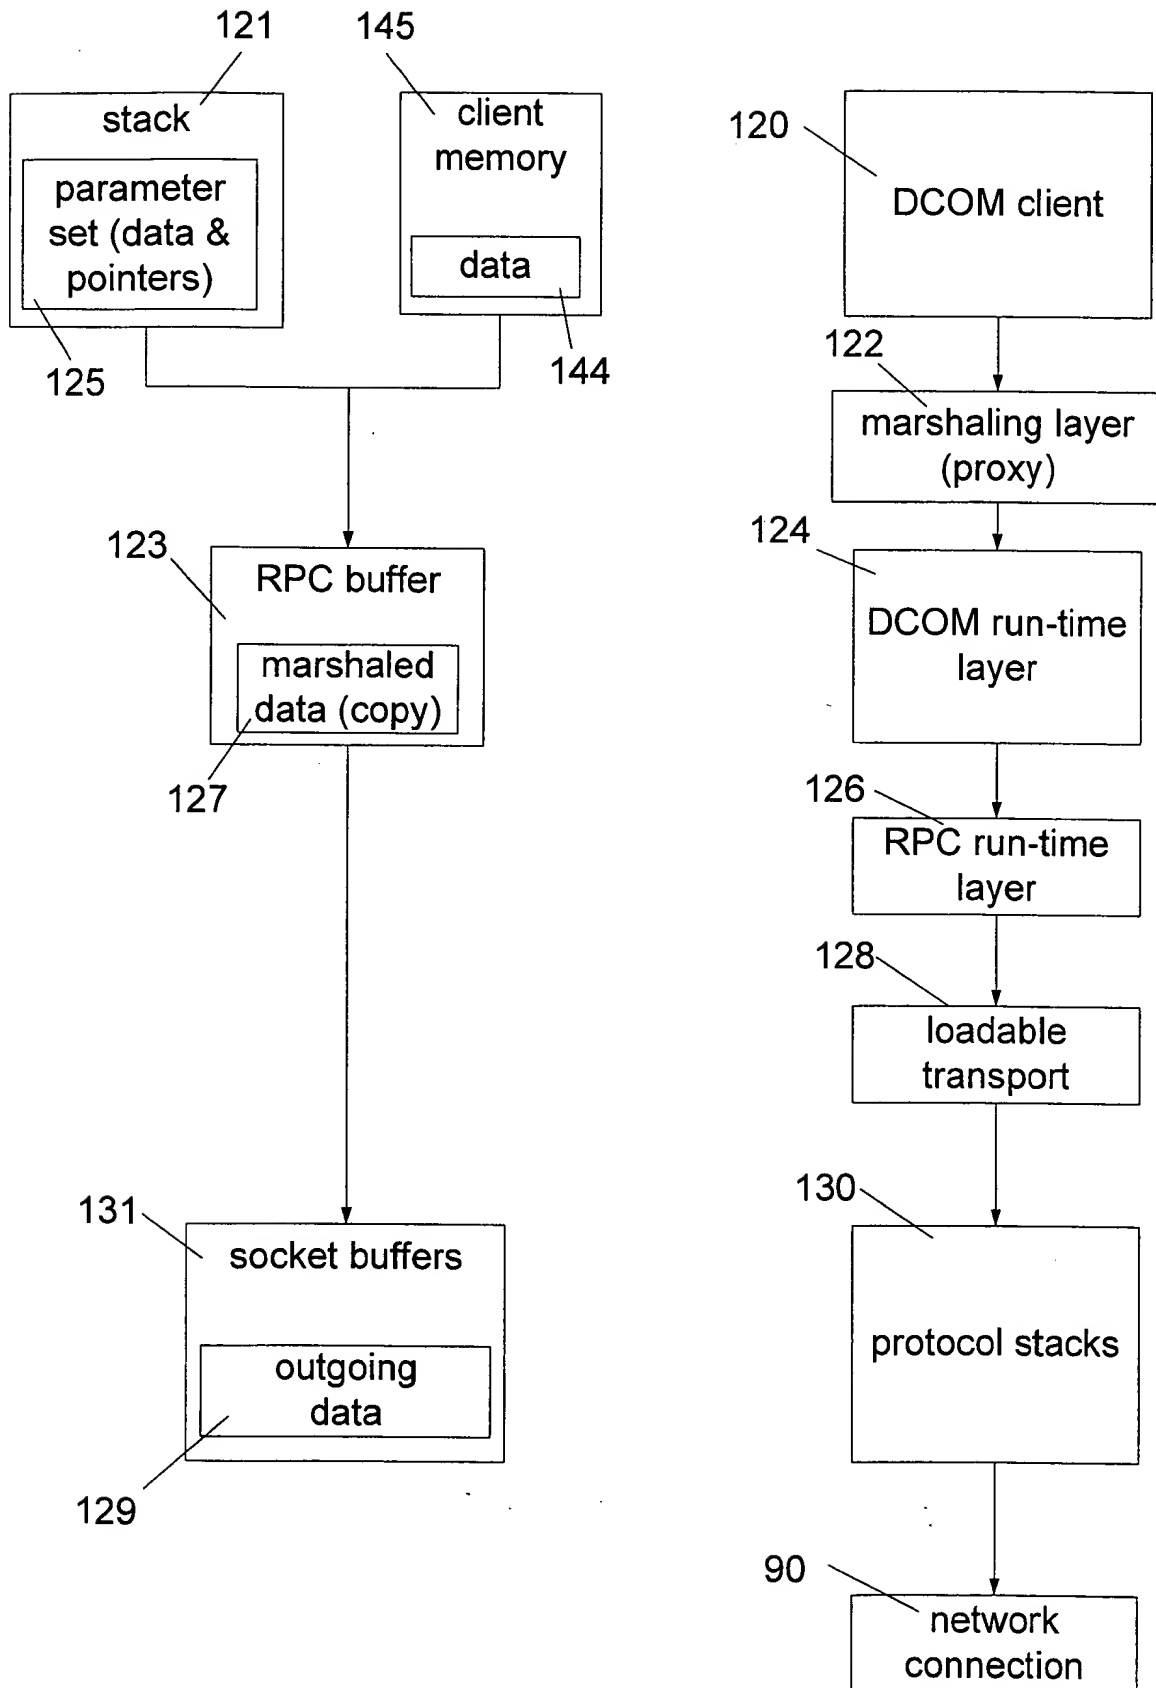 121
145
stack
client
memory
parameter
set (data &
pointers)
data
125
144
120
DCOM client
122
marshaling layer
(proxy)
123
RPC buffer
marshaled
data (copy)
127
124
DCOM run-time
layer
126
RPC run-time
layer
128
loadable
transport
131
socket buffers
outgoing
data
129
130
protocol stacks
90
network
connection